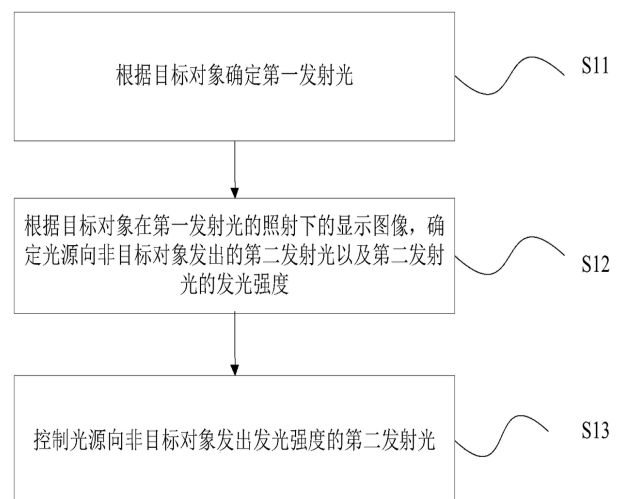 根据目标对象确定第一发射光
S11
根据目标对象在第一发射光的照射下的显示图像，确
定光源向非目标对象发出的第二发射光以及第二发射
光的发光强度
S12
控制光源向非目标对象发出发光强度的第二发射光
S13